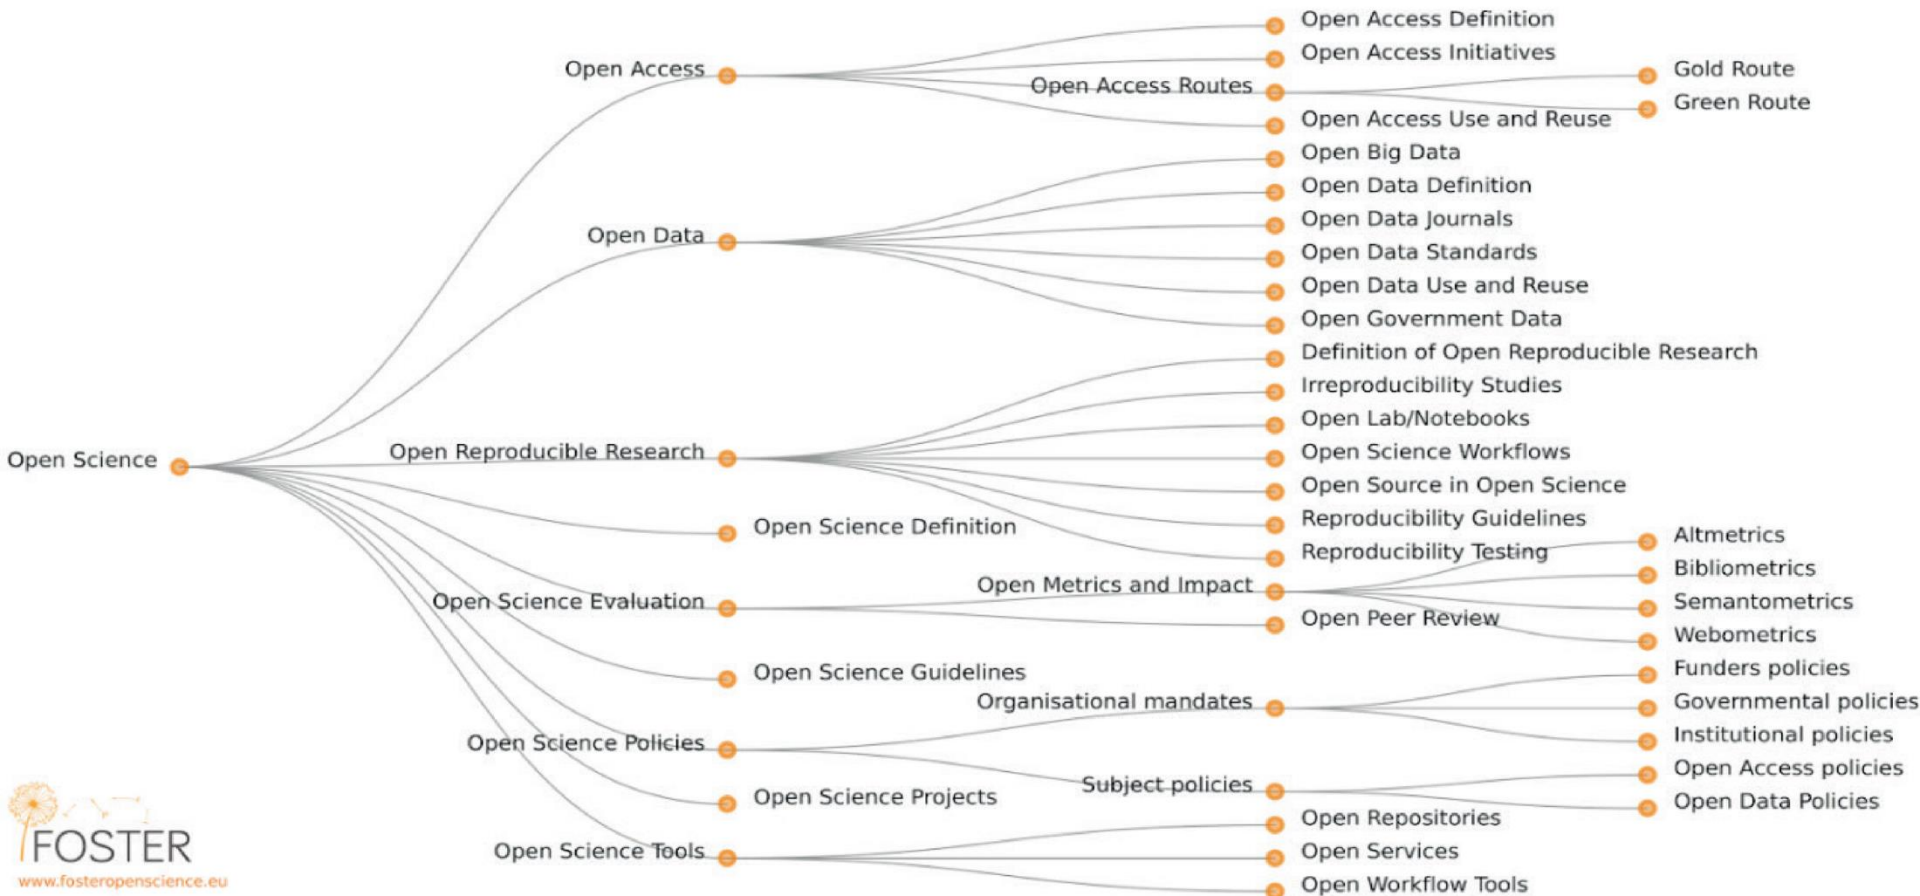 Open Science
Open Access
Open Access Definition
Open Access Initiatives
Open Access Routes
Gold Route
Green Route
Open Access Use and Reuse
Open Data
Open Big Data
Open Data Definition
Open Data Journals
Open Data Standards
Open Data Use and Reuse
Open Government Data
Open Reproducible Research
Definition of Open Reproducible Research
Irreproducibility Studies
Open Lab/Notebooks
Open Science Workflows
Open Source in Open Science
Reproducibility Guidelines
Reproducibility Testing
Open Science Definition
Open Science Evaluation
Open Metrics and Impact
Altmetrics
Bibliometrics
Semantometrics
Webometrics
Open Peer Review
Open Science Guidelines
Open Science Policies
Organisational mandates
Funders policies
Governmental policies
Institutional policies
Subject policies
Open Access policies
Open Data Policies
Open Science Projects
Open Science Tools
Open Repositories
Open Services
Open Workflow Tools
FOSTER
www.fosteropenscience.eu